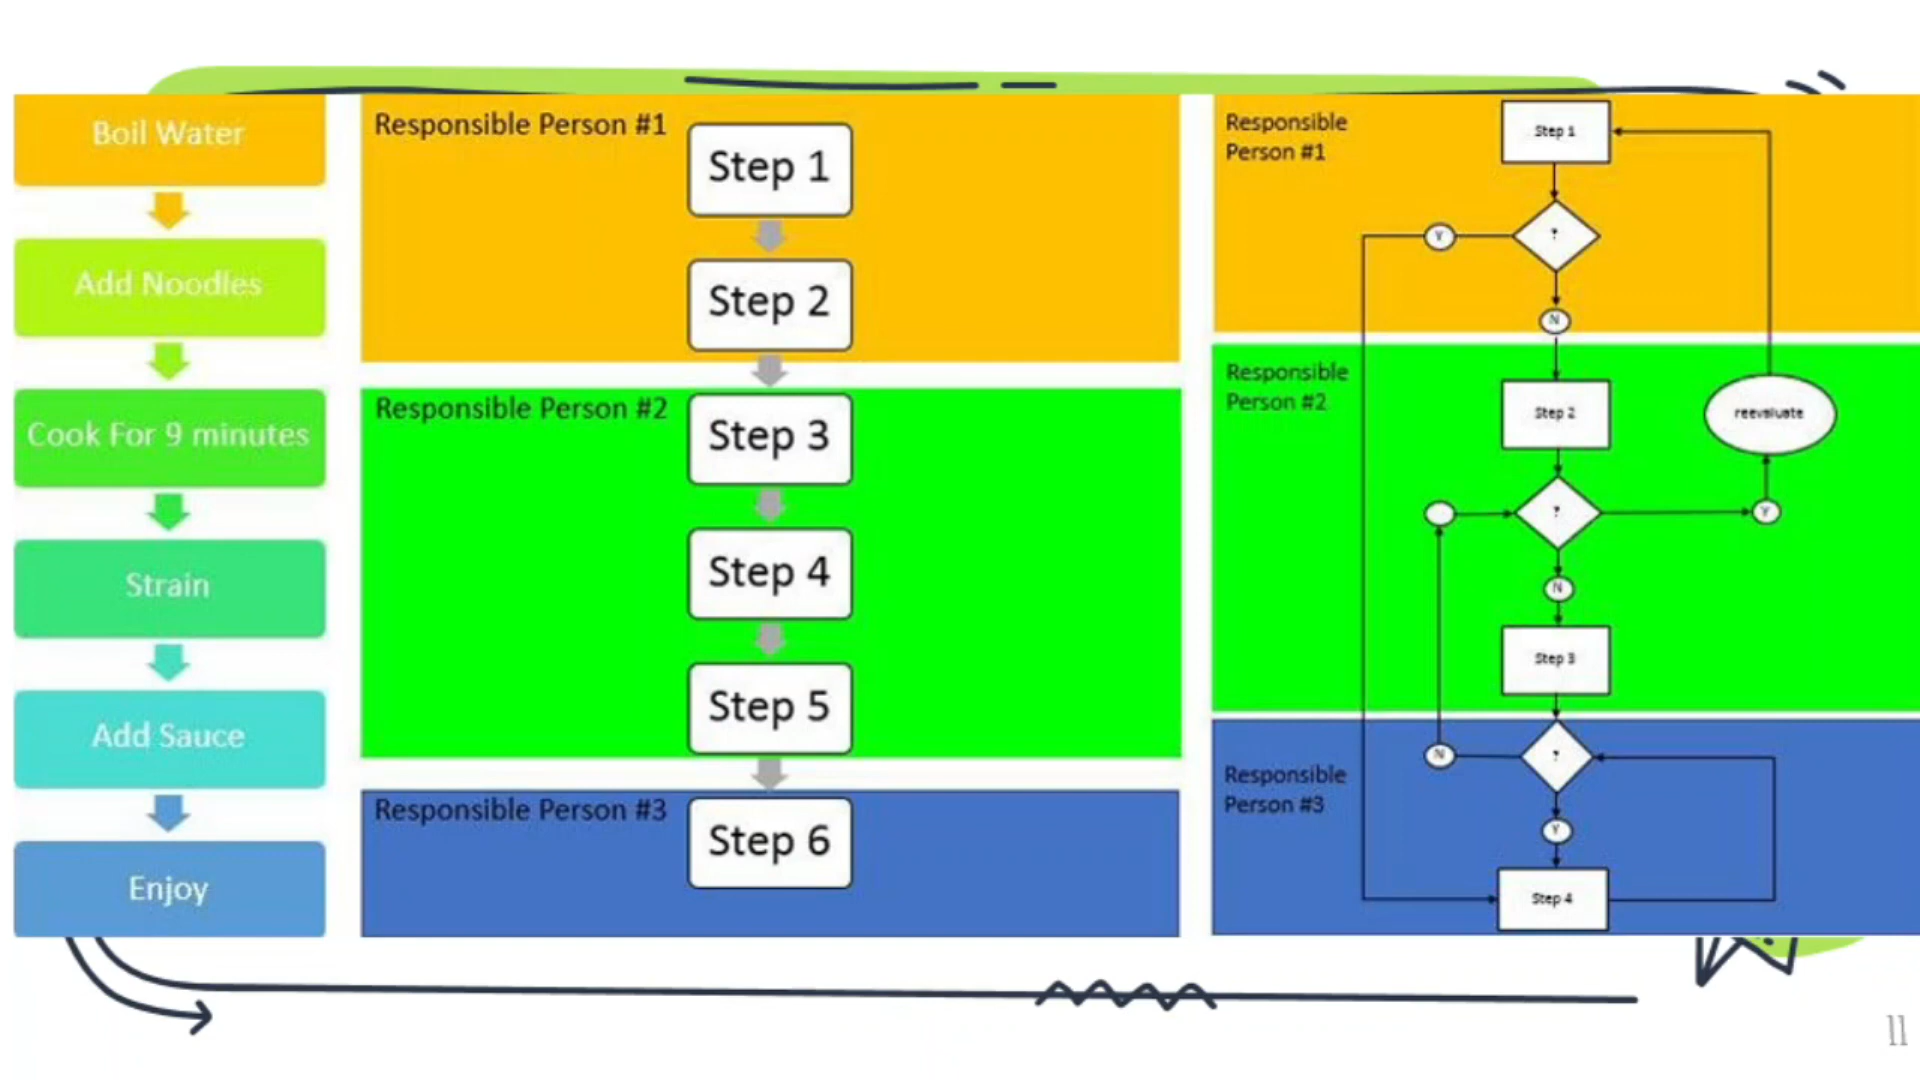 Boil Water
Add Noodles
Cook For 9 minutes
Strain
Add Sauce
Enjoy
Responsible Person #1
Step 1
Step 2
Responsible Person #2
Step 3
Step 4
Step 5
Responsible Person #3
Step 6
Responsible
Person #1
Step 1
?
Y
N
Responsible
Person #2
Step 2
reevaluate
?
Y
N
Step 3
Responsible
Person #3
?
N
Y
Step 4
11